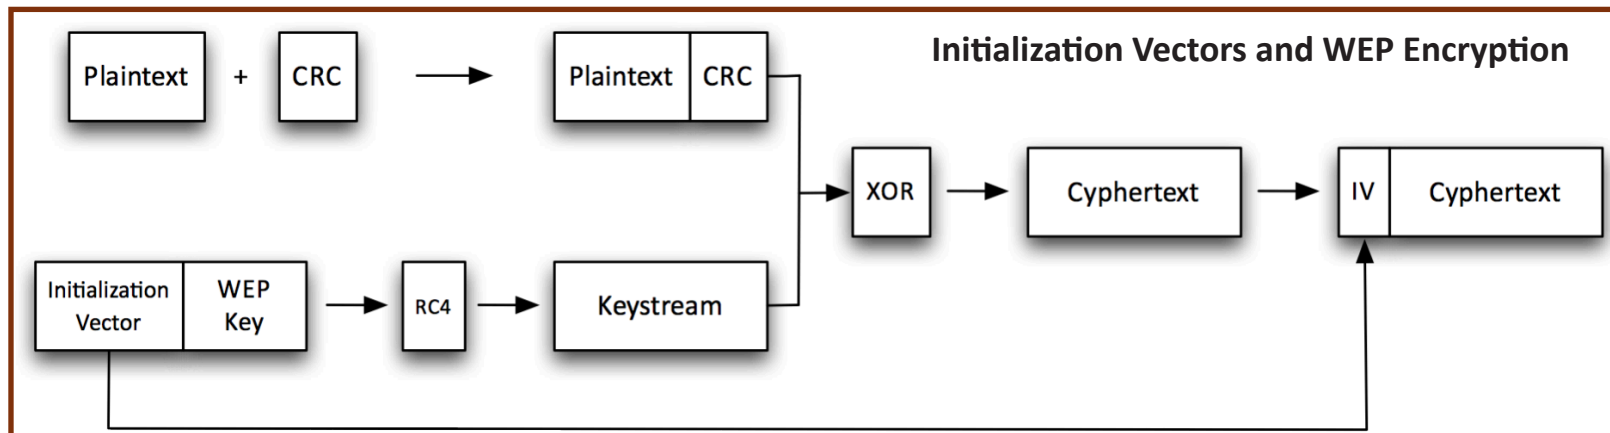 Initialization Vectors and WEP Encryption
Plaintext + CRC
Plaintext CRC
XOR
Cyphertext
IV Cyphertext
Initialization
Vector
WEP
Key
RC4
Keystream